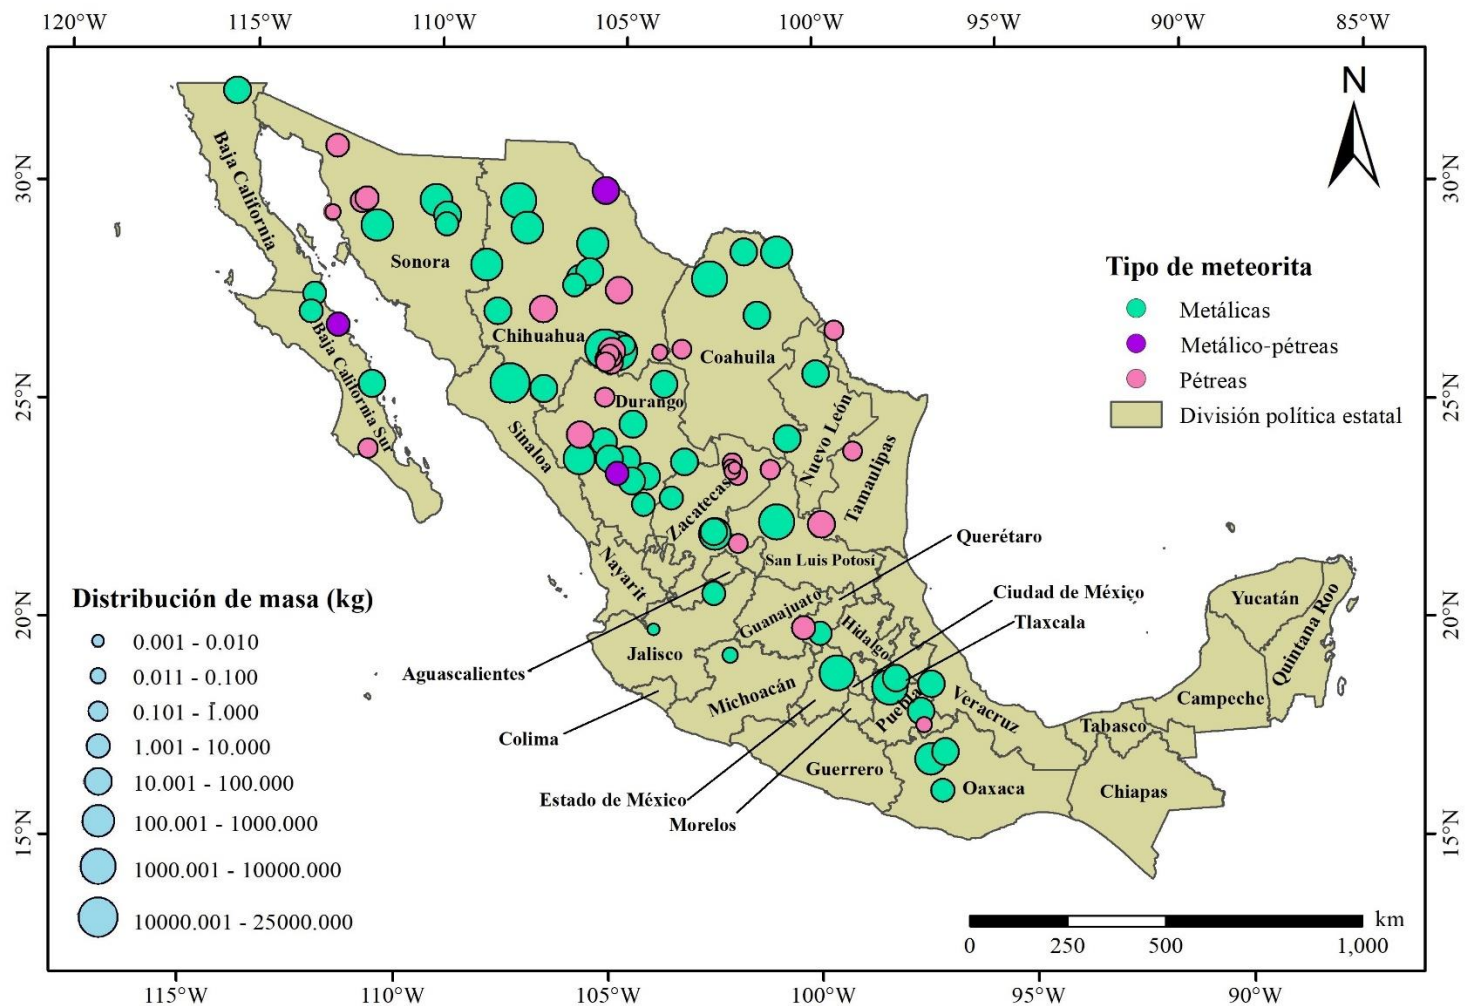 120°W 115°W 110°W 105°W 100°W 95°W 90°W 85°W
N
30°N
30°N
Baja California
Sonora
Tipo de meteorita
Metálicas
Metálico-pétreas
Pétreas
División política estatal
Chihuahua
Coahuila
Baja California Sur
25°N
25°N
Durango
Sinaloa
Nuevo León
Tamaulipas
Zacatecas
Querétaro
San Luis Potosí
Nayarit
Ciudad de México
Distribución de masa (kg)
Yucatán
Quintana Roo
20°N
20°N
Guanajuato
Hidalgo
Tlaxcala
0.001 - 0.010
Jalisco
Aguascalientes
0.011 - 0.100
Michoacán
Puebla
Veracruz
Campeche
0.101 - 1.000
Tabasco
Colima
1.001 - 10.000
Guerrero
10.001 - 100.000
Estado de México
Oaxaca
Chiapas
100.001 - 1000.000
Morelos
15°N
15°N
1000.001 - 10000.000
10000.001 - 25000.000
km
0 250 500 1,000
115°W 110°W 105°W 100°W 95°W 90°W